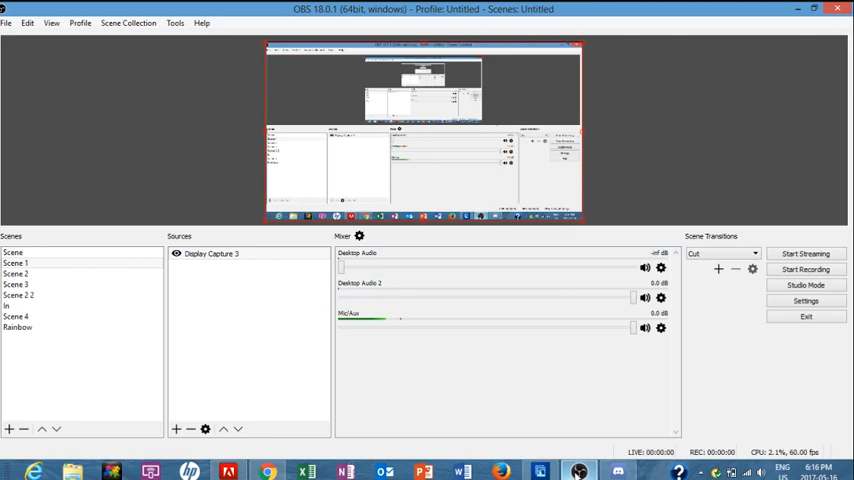 OBS 18.0.1 (64bit, windows) - Profile: Untitled - Scenes: Untitled
File Edit View Profile Scene Collection Tools Help
Scenes Sources Mixer Scene Transitions
Scene
Scene 1
Scene 2
Scene 3
Scene 2 2
In
Scene 4
Rainbow
Display Capture 3
Desktop Audio -inf dB
Desktop Audio 2 0.0 dB
Mic/Aux 0.0 dB
Cut
Start Streaming
Start Recording
Studio Mode
Settings
Exit
LIVE: 00:00:00 REC: 00:00:00 CPU: 2.1%, 60.00 fps
ENG
US
6:16 PM
2017-05-16